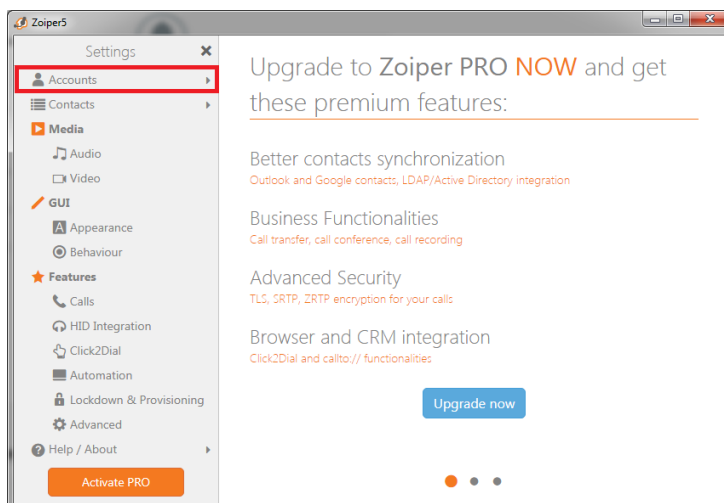 Zoiper5
Settings
Accounts
Contacts
Media
Audio
Video
GUI
Appearance
Behaviour
Features
Calls
HID Integration
Click2Dial
Automation
Lockdown & Provisioning
Advanced
Help / About
Activate PRO
Upgrade to Zoiper PRO NOW and get
these premium features:
Better contacts synchronization
Outlook and Google contacts, LDAP/Active Directory integration
Business Functionalities
Call transfer, call conference, call recording
Advanced Security
TLS, SRTP, ZRTP encryption for your calls
Browser and CRM integration
Click2Dial and callto:// functionalities
Upgrade now